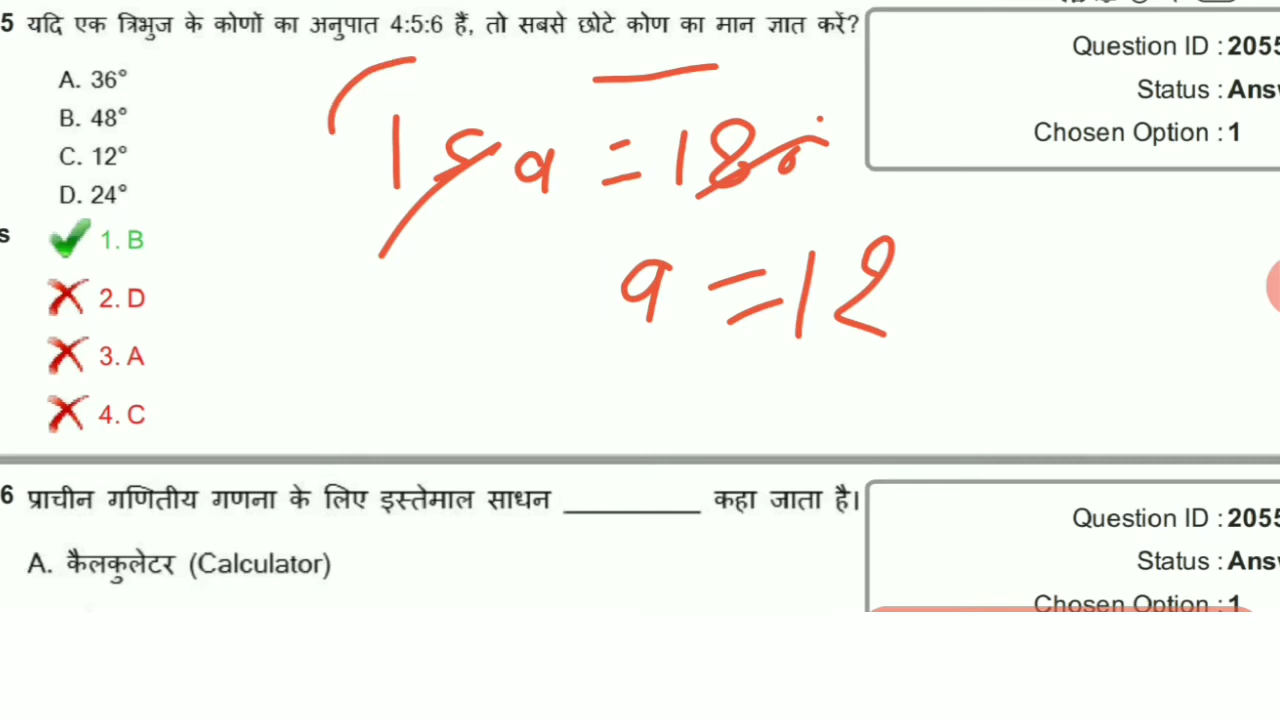 5 यदि एक त्रिभुज के कोणों का अनुपात 4:5:6 हैं, तो सबसे छोटे कोण का मान ज्ञात करें?
A. 36°
B. 48°
C. 12°
D. 24°
s
1. B
2. D
3. A
4. C
Question ID : 2055
Status : Answ
Chosen Option : 1
15a = 180
a = 12
6 प्राचीन गणितीय गणना के लिए इस्तेमाल साधन __________ कहा जाता है।
A. कैलकुलेटर (Calculator)
Question ID : 2055
Status : Answ
Chosen Option : 1